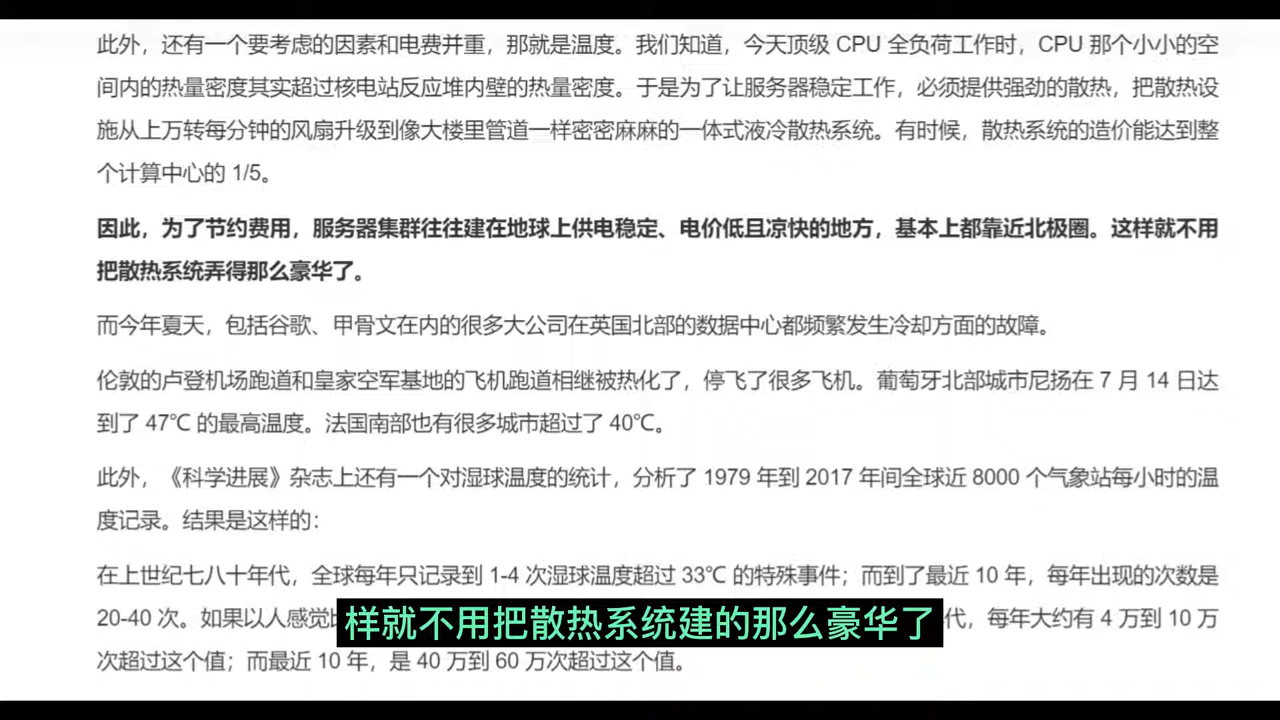 此外，还有一个要考虑的因素和电费并重，那就是温度。我们知道，今天顶级 CPU 全负荷工作时，CPU 那个小小的空
间内的热量密度其实超过核电站反应堆内壁的热量密度。于是为了让服务器稳定工作，必须提供强劲的散热，把散热设
施从上万转每分钟的风扇升级到像大楼里管道一样密密麻麻的一体式液冷散热系统。有时候，散热系统的造价能达到整
个计算中心的 1/5。
因此，为了节约费用，服务器集群往往建在地球上供电稳定、电价低且凉快的地方，基本上都靠近北极圈。这样就不用
把散热系统弄得那么豪华了。
而今年夏天，包括谷歌、甲骨文在内的很多大公司在英国北部的数据中心都频繁发生冷却方面的故障。
伦敦的卢登机场跑道和皇家空军基地的飞机跑道相继被热化了，停飞了很多飞机。葡萄牙北部城市尼扬在 7 月 14 日达
到了 47℃ 的最高温度。法国南部也有很多城市超过了 40℃。
此外，《科学进展》杂志上还有一个对湿球温度的统计，分析了 1979 年到 2017 年间全球近 8000 个气象站每小时的温
度记录。结果是这样的：
在上世纪七八十年代，全球每年只记录到 1-4 次湿球温度超过 33℃ 的特殊事件；而到了最近 10 年，每年出现的次数是
20-40 次。如果以人感觉 代，每年大约有 4 万到 10 万
样就不用把散热系统建的那么豪华了
次超过这个值；而最近 10 年，是 40 万到 60 万次超过这个值。